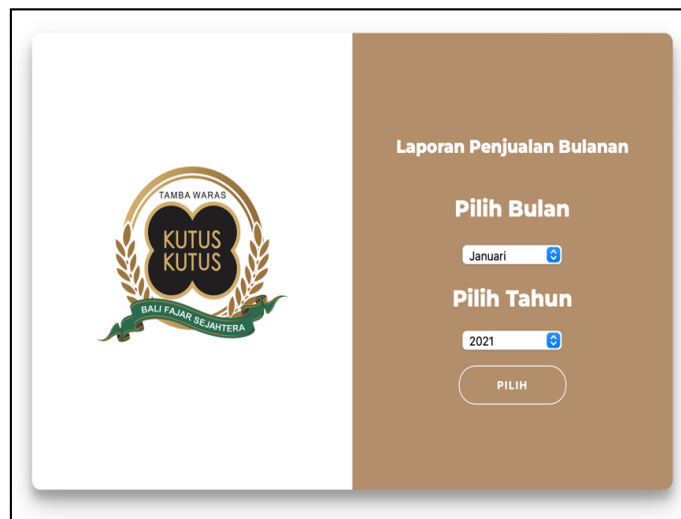 TAMBA WARAS
KUTUS
KUTUS
BALI FAJAR SEJAHTERA
Laporan Penjualan Bulanan
Pilih Bulan
Januari
Pilih Tahun
2021
PILIH